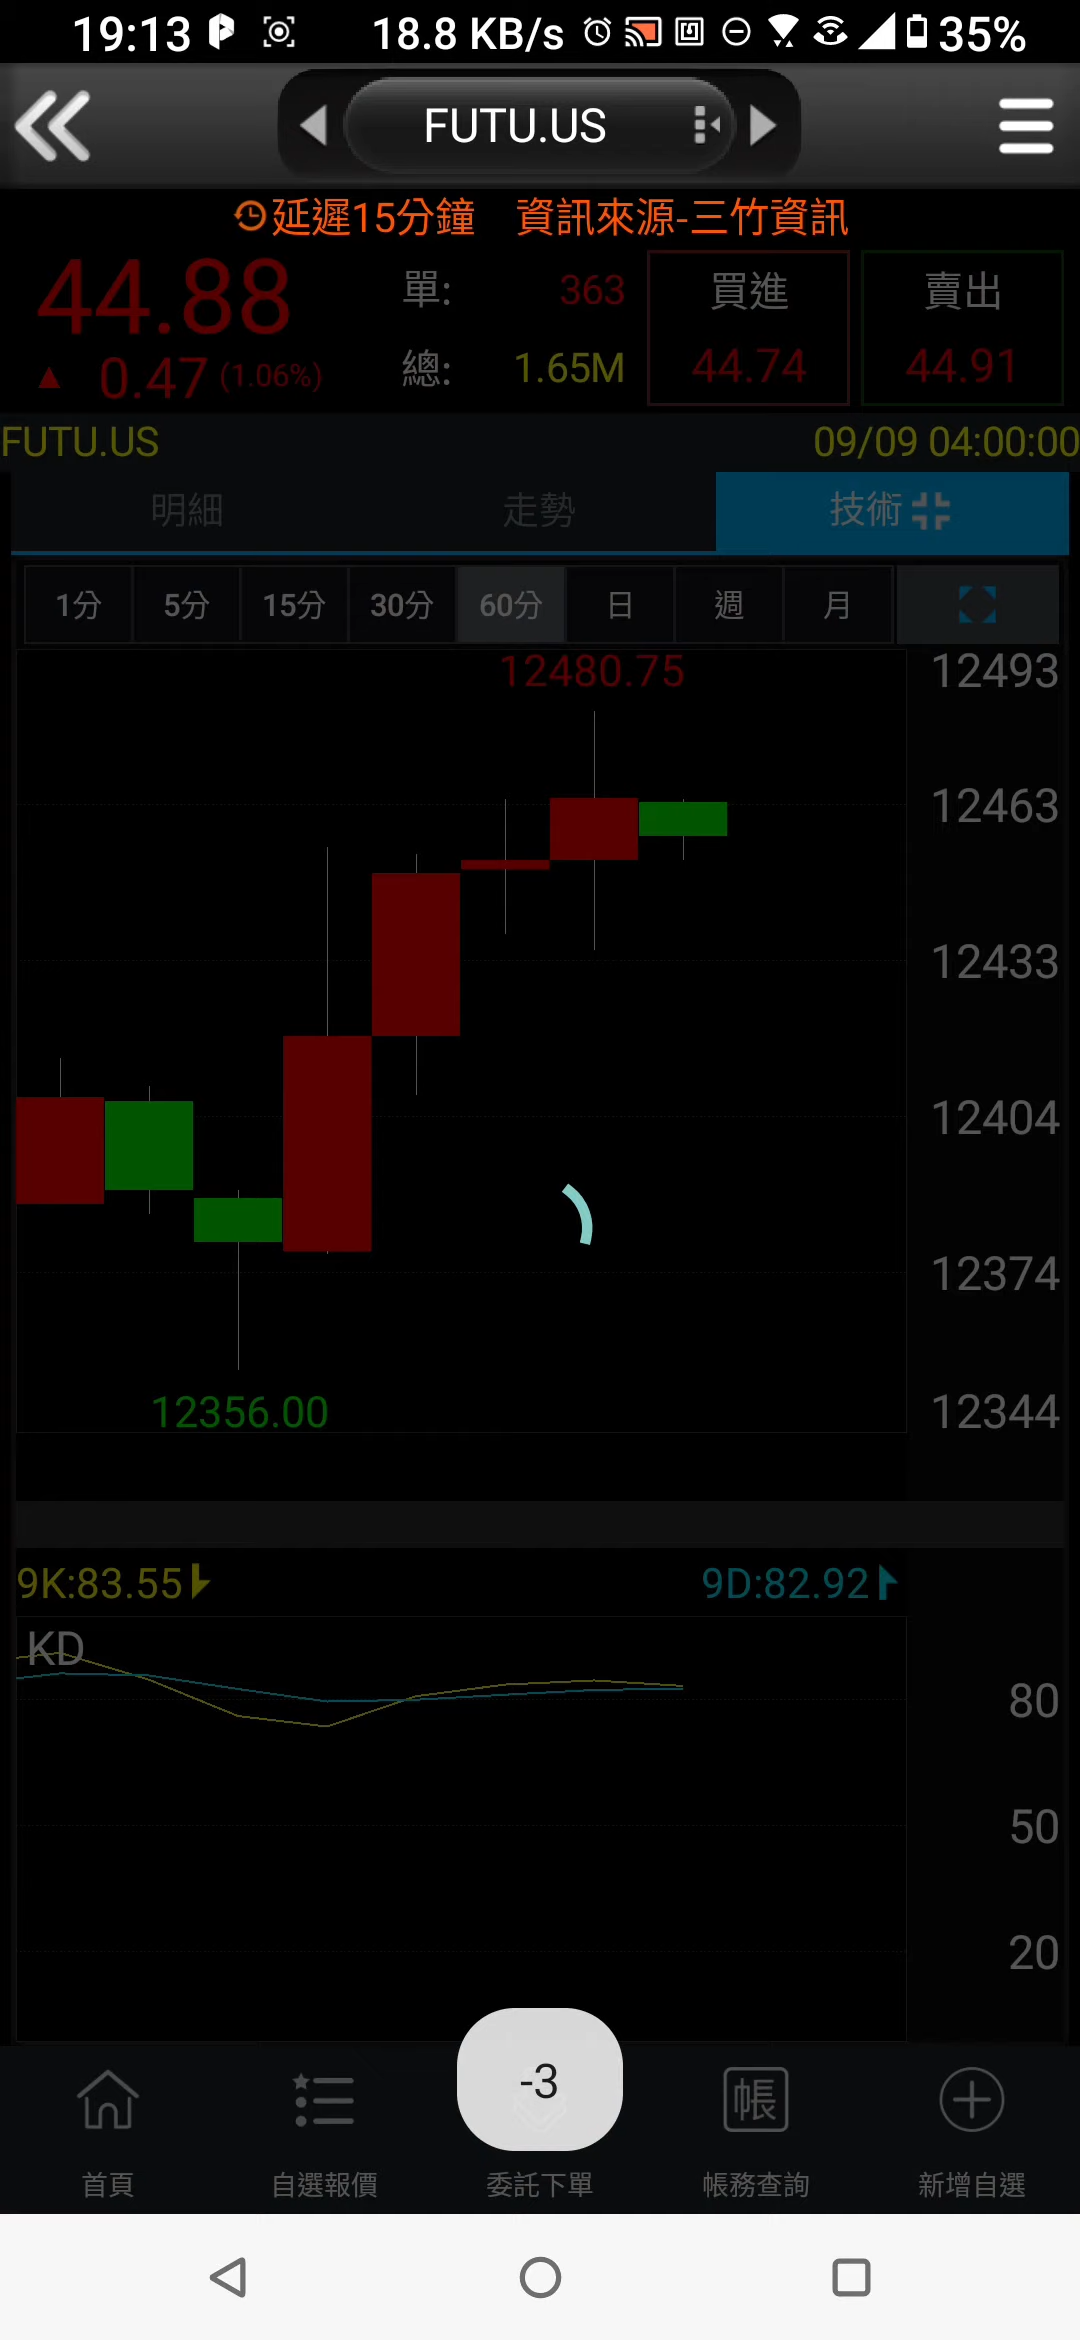 19:13 18.8 KB/s 35%
FUTU.US
延遲15分鐘 資訊來源-三竹資訊
44.88 單: 363 買進 賣出
▲ 0.47 (1.06%) 總: 1.65M 44.74 44.91
FUTU.US 09/09 04:00:00
明細 走勢 技術
1分 5分 15分 30分 60分 日 週 月
12480.75 12493
12463
12433
12404
12374
12356.00 12344
9K:83.55 9D:82.92
KD
80
50
20
-3
帳
首頁 自選報價 委託下單 帳務查詢 新增自選